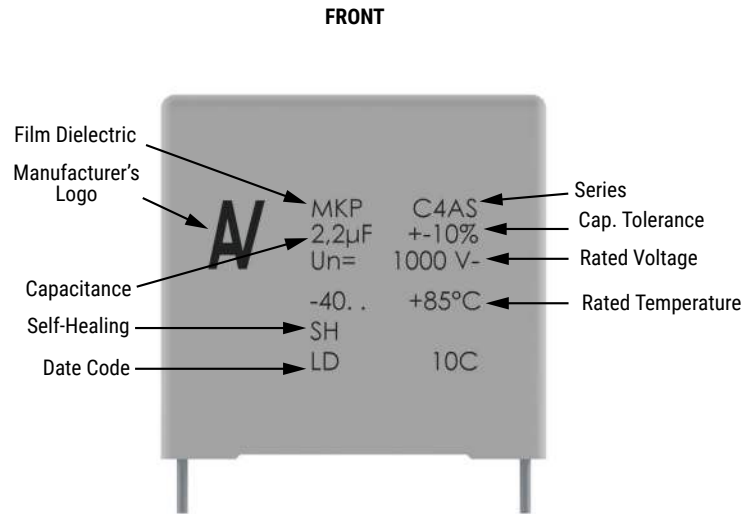 FRONT
Film Dielectric
Manufacturer's
Logo
Capacitance
Self-Healing
Date Code
MKP C4AS
2,2µF +-10%
Un= 1000 V-
-40. . +85°C
SH
LD 10C
Series
Cap. Tolerance
Rated Voltage
Rated Temperature